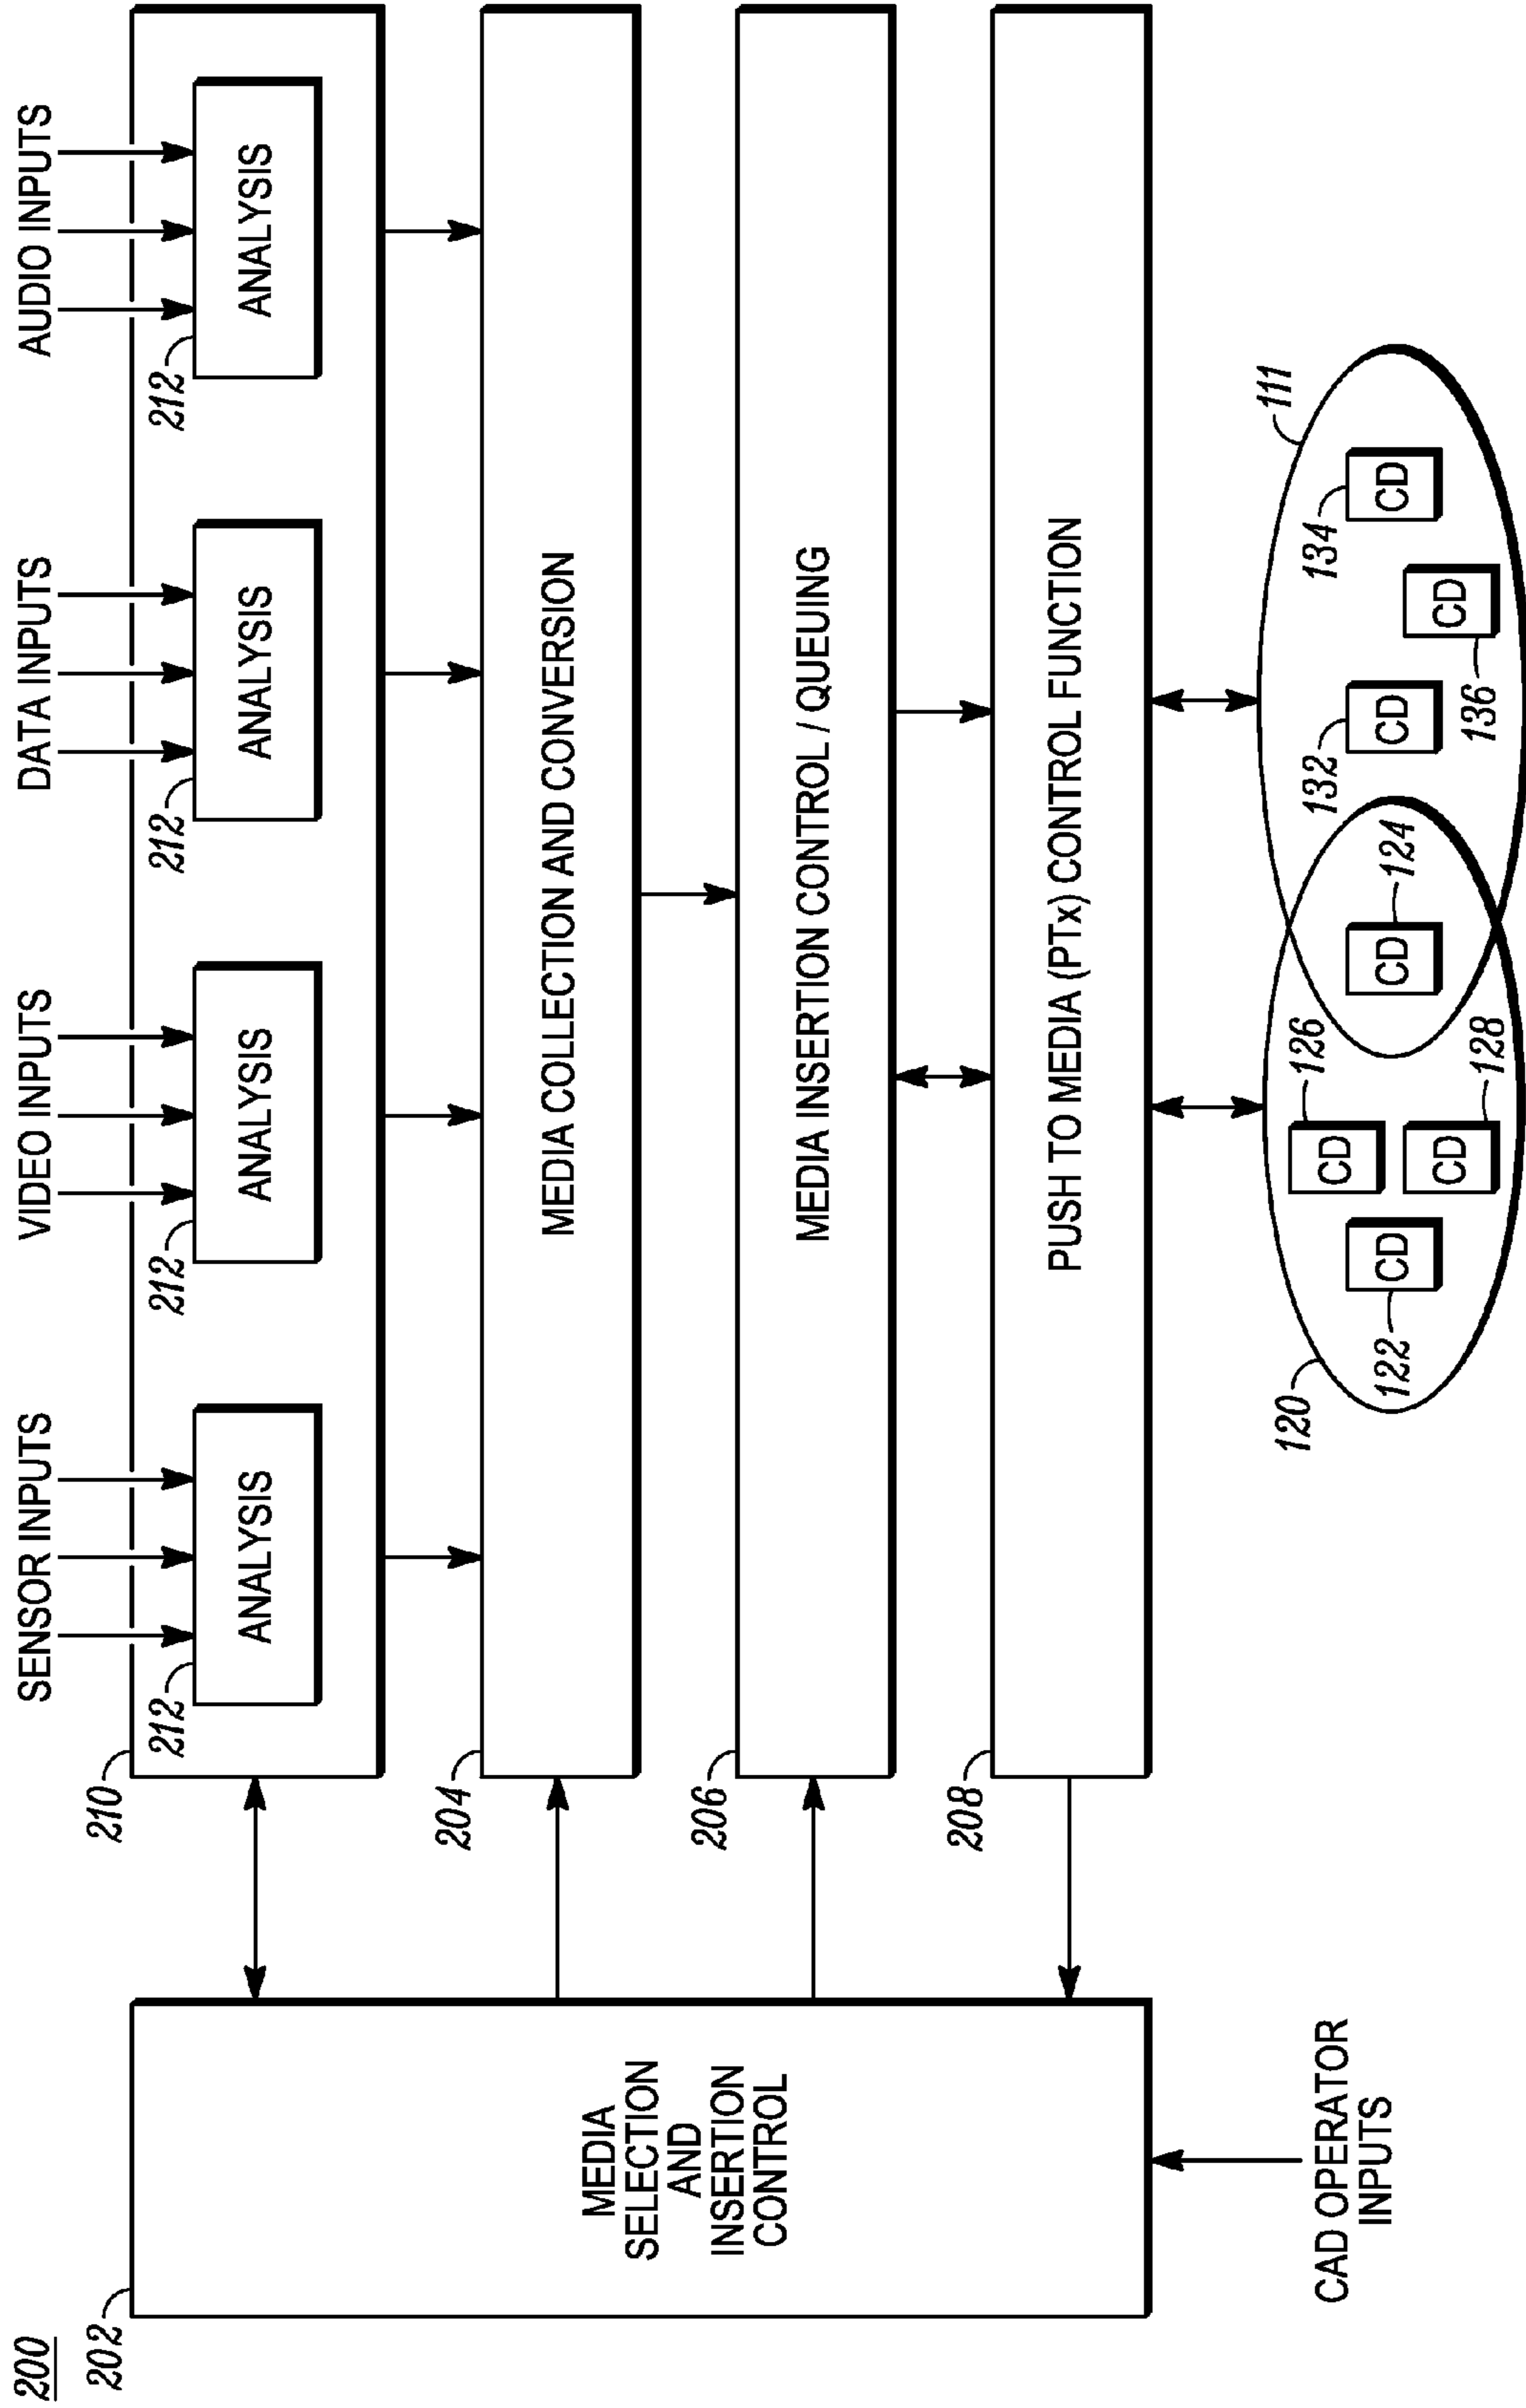 200
SENSOR INPUTS
VIDEO INPUTS
DATA INPUTS
AUDIO INPUTS
202
210
212
ANALYSIS
212
ANALYSIS
212
ANALYSIS
212
ANALYSIS
MEDIA
SELECTION
AND
INSERTION
CONTROL
204
MEDIA COLLECTION AND CONVERSION
206
MEDIA INSERTION CONTROL / QUEUING
208
PUSH TO MEDIA (PTx) CONTROL FUNCTION
CAD OPERATOR
INPUTS
120
122
CD
126
CD
128
CD
124
CD
132
CD
136
CD
134
CD
111